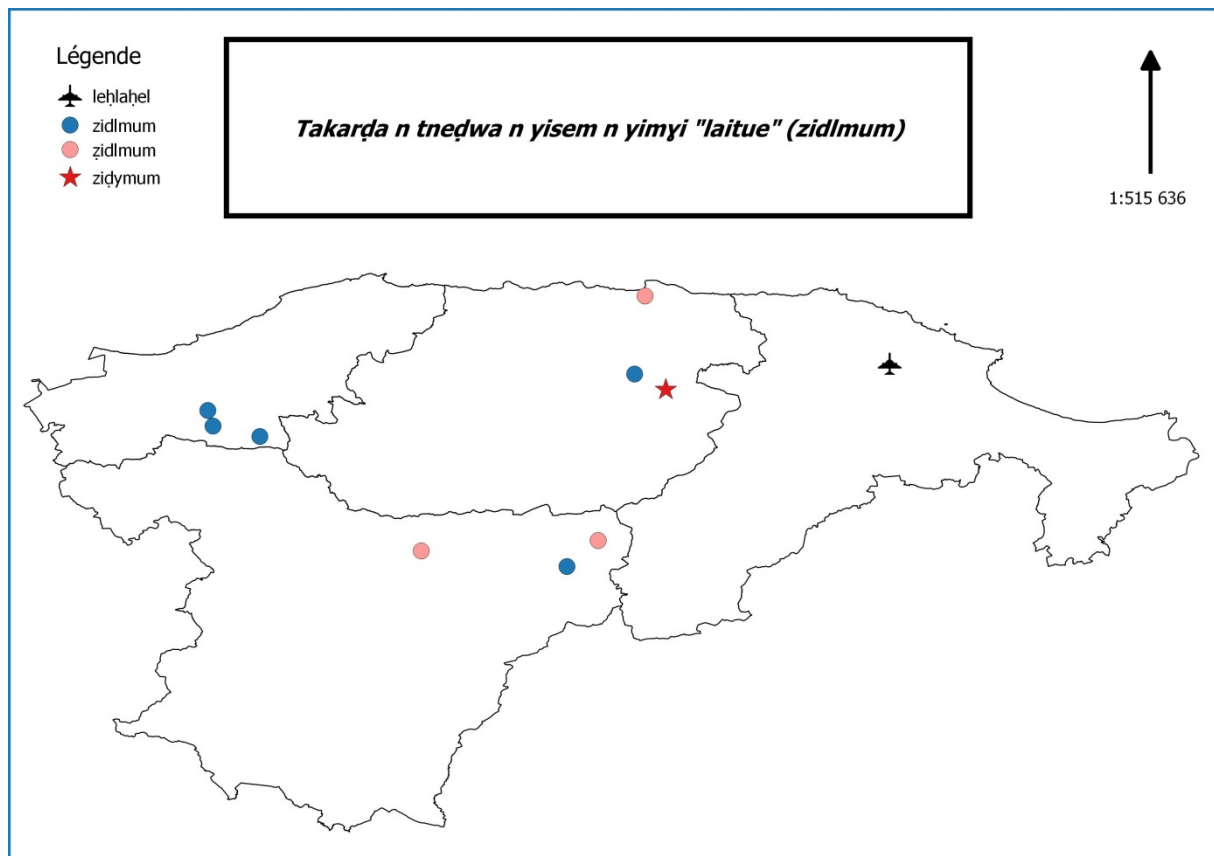 Légende
leḥlaḥel
zidlmum
ẓidlmum
ziḍymum
Takarḍa n tneḍwa n yisem n yimɣi "laitue" (zidlmum)
1:515 636